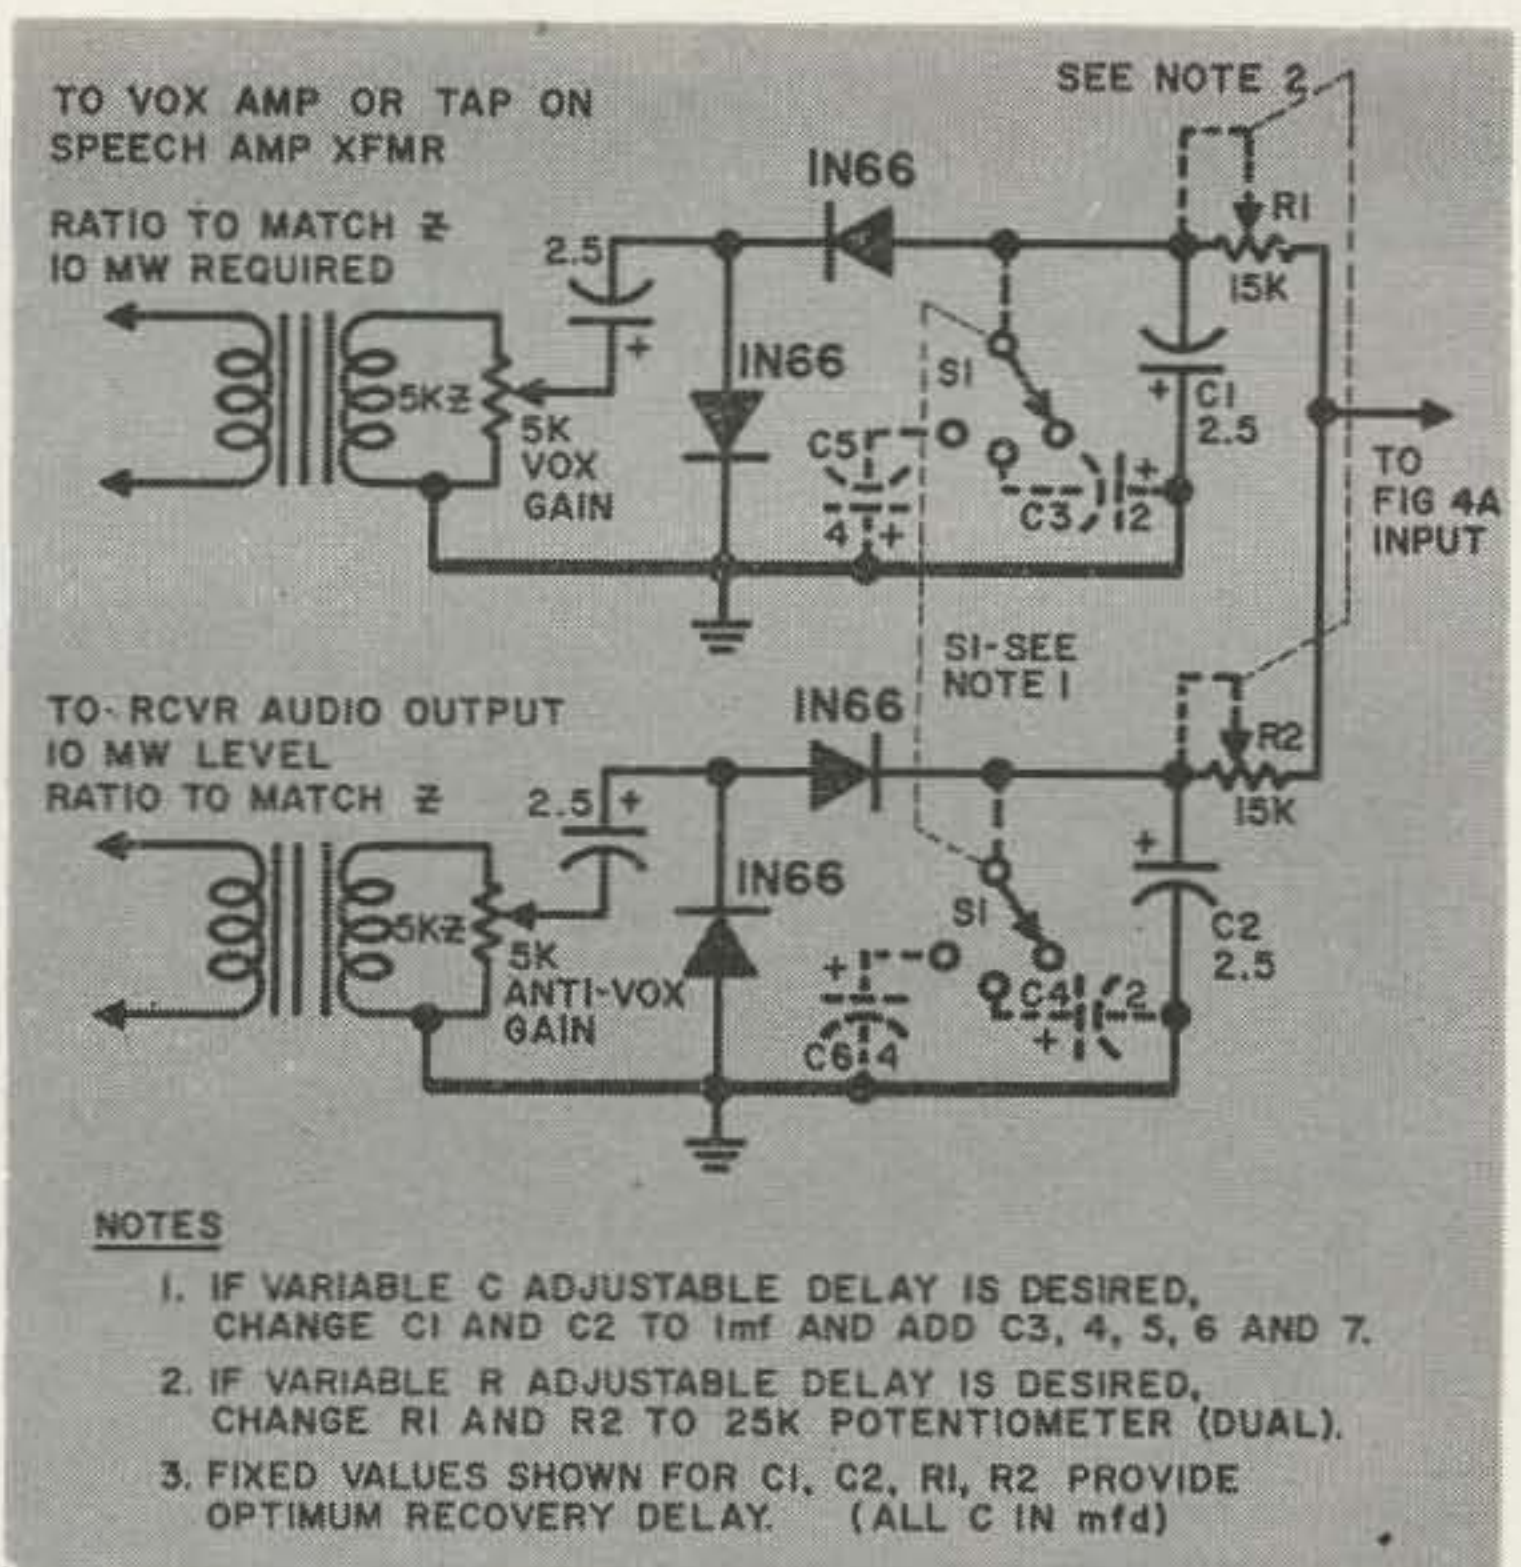 TO VOX AMP OR TAP ON
SPEECH AMP XFMR
RATIO TO MATCH Z
10 MW REQUIRED
SEE NOTE 2
IN66
R1
15K
2.5
+
IN66
5KZ
5K
VOX
GAIN
S1
C5
4
+
C3
+
2
+
C1
2.5
TO
FIG 4A
INPUT
S1-SEE
NOTE 1
TO RCVR AUDIO OUTPUT
10 MW LEVEL
RATIO TO MATCH Z
IN66
R2
15K
2.5
+
IN66
5KZ
5K
ANTI-VOX
GAIN
S1
+
C6
4
C4
2
+
+
C2
2.5
NOTES
1. IF VARIABLE C ADJUSTABLE DELAY IS DESIRED,
CHANGE C1 AND C2 TO 1mf AND ADD C3, 4, 5, 6 AND 7.
2. IF VARIABLE R ADJUSTABLE DELAY IS DESIRED,
CHANGE R1 AND R2 TO 25K POTENTIOMETER (DUAL).
3. FIXED VALUES SHOWN FOR C1, C2, R1, R2 PROVIDE
OPTIMUM RECOVERY DELAY. (ALL C IN mfd)